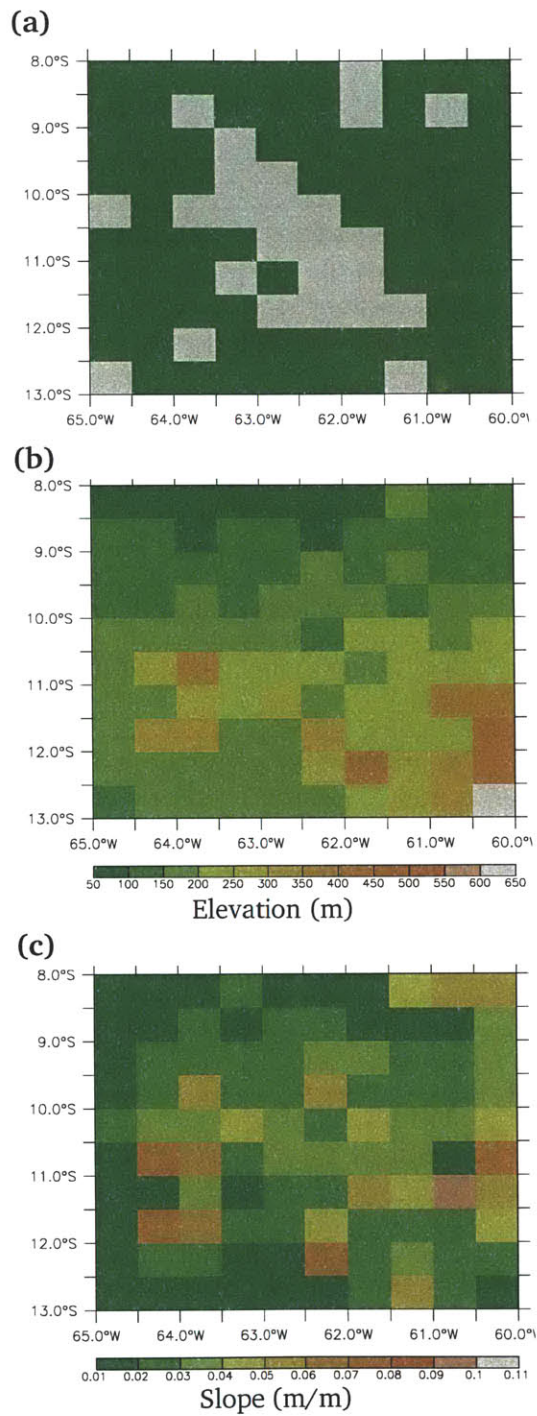 (a)
8.0°S
9.0°S
10.0°S
11.0°S
12.0°S
13.0°S
65.0°W 64.0°W 63.0°W 62.0°W 61.0°W 60.0°W
(b)
8.0°S
9.0°S
10.0°S
11.0°S
12.0°S
13.0°S
65.0°W 64.0°W 63.0°W 62.0°W 61.0°W 60.0°W
50 100 150 200 250 300 350 400 450 500 550 600 650
Elevation (m)
(c)
8.0°S
9.0°S
10.0°S
11.0°S
12.0°S
13.0°S
65.0°W 64.0°W 63.0°W 62.0°W 61.0°W 60.0°W
0.01 0.02 0.03 0.04 0.05 0.06 0.07 0.08 0.09 0.1 0.11
Slope (m/m)